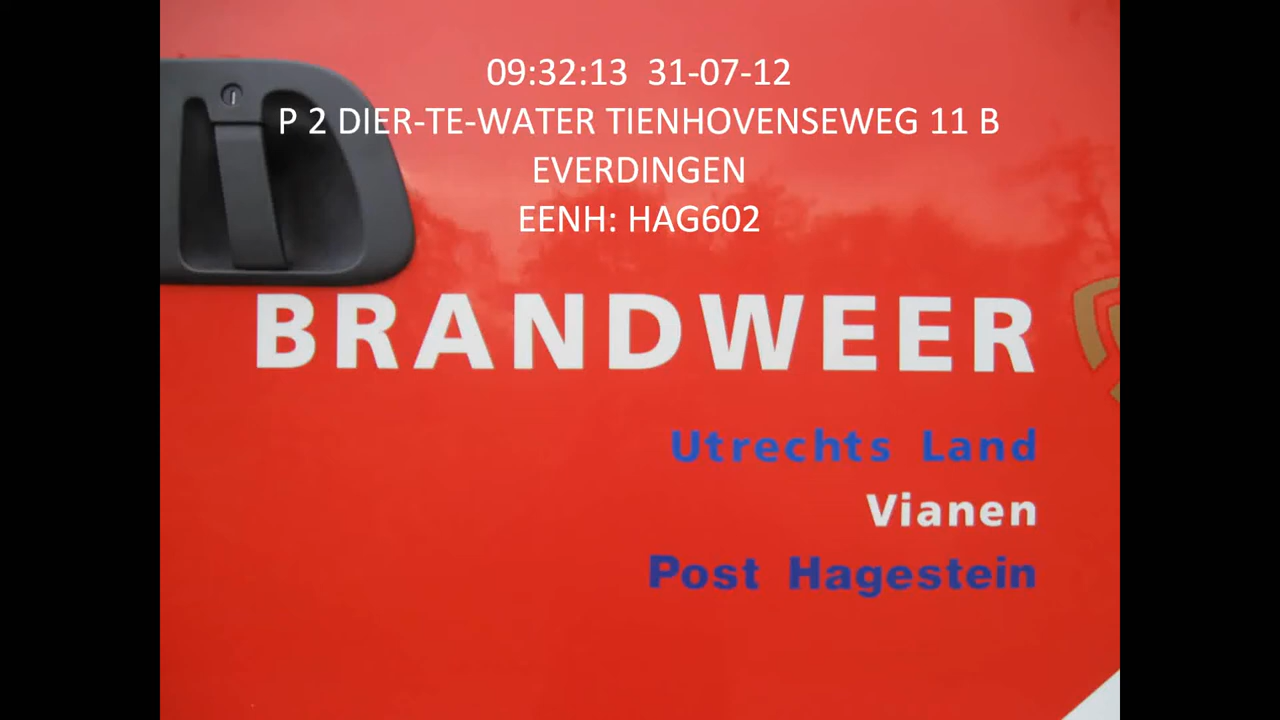 09:32:13 31-07-12
P 2 DIER-TE-WATER TIENHOVENSEWEG 11 B
EVERDINGEN
EENH: HAG602
BRANDWEER
Utrechts Land
Vianen
Post Hagestein